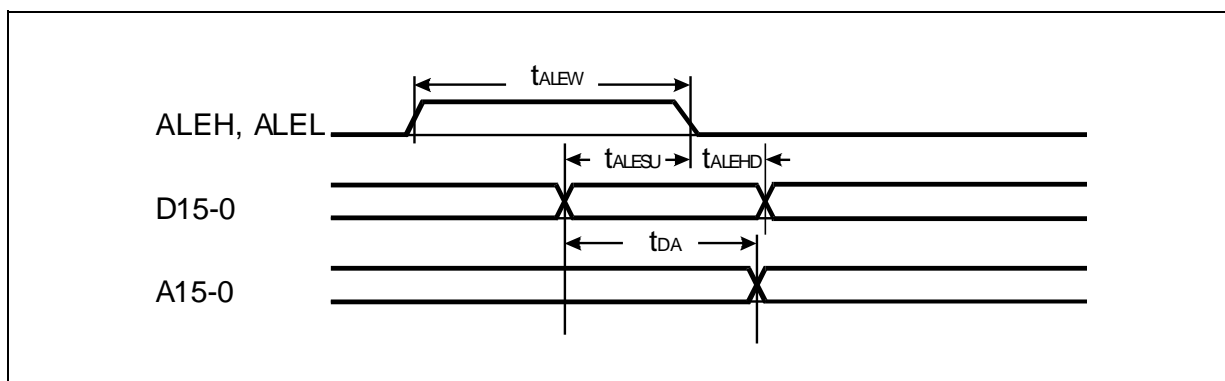 tALEW
ALEH, ALEL
tALESU tALEHD
D15-0
tDA
A15-0